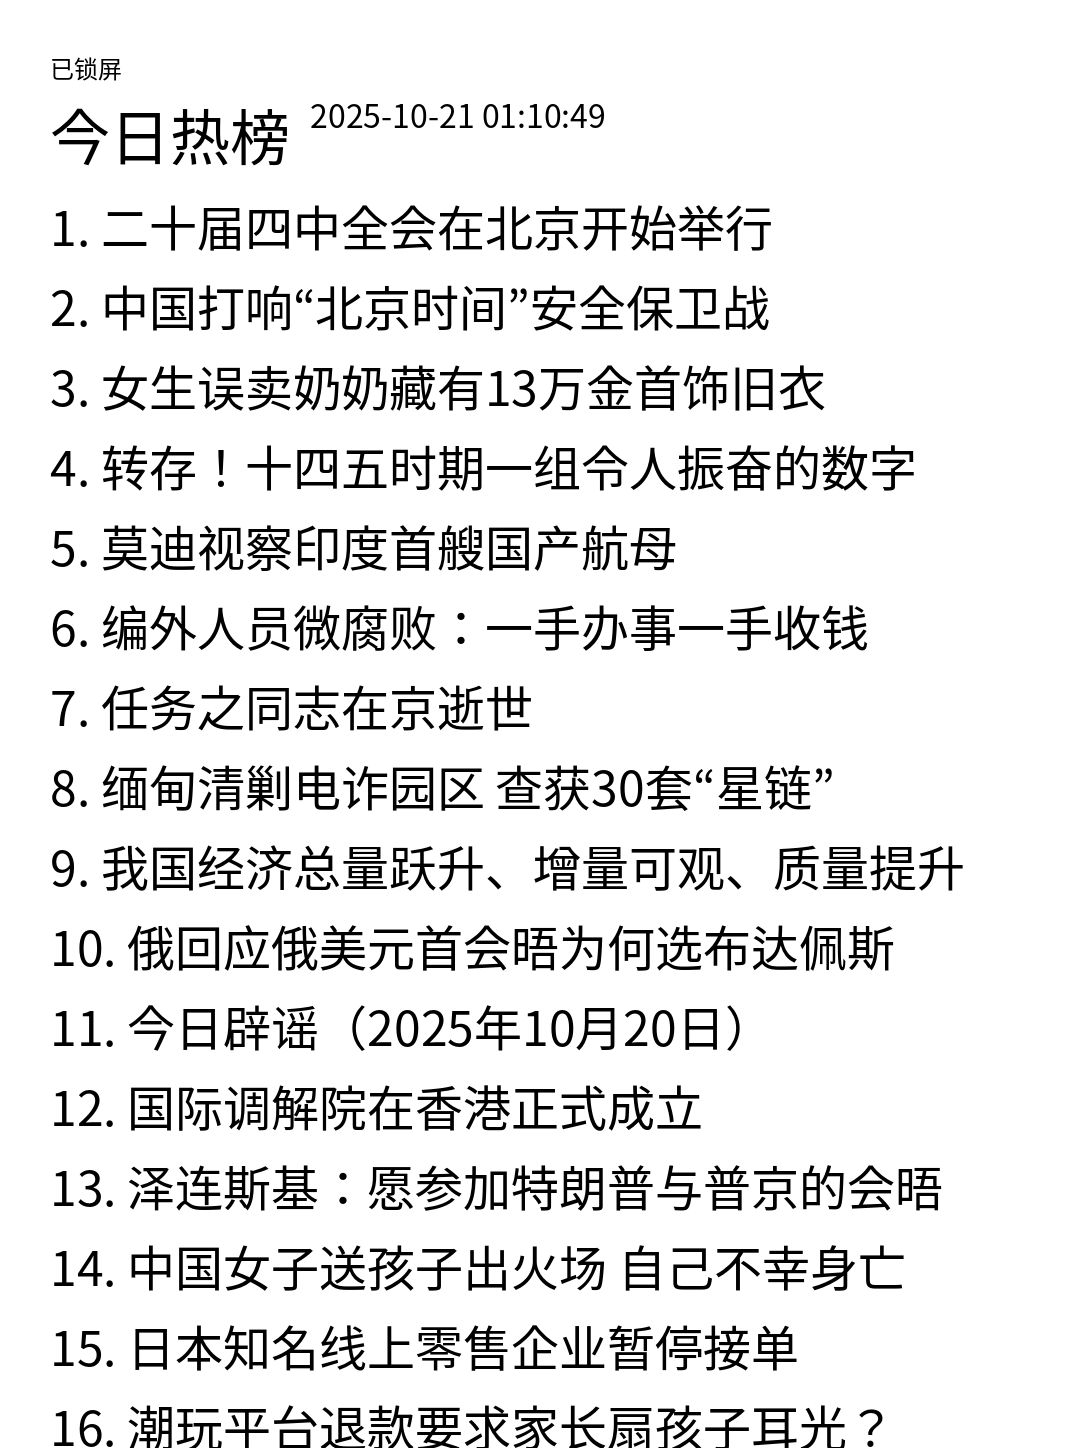 已锁屏
今日热榜 2025-10-21 01:10:49
1. 二十届四中全会在北京开始举行
2. 中国打响“北京时间”安全保卫战
3. 女生误卖奶奶藏有13万金首饰旧衣
4. 转存！十四五时期一组令人振奋的数字
5. 莫迪视察印度首艘国产航母
6. 编外人员微腐败：一手办事一手收钱
7. 任务之同志在京逝世
8. 缅甸清剿电诈园区 查获30套“星链”
9. 我国经济总量跃升、增量可观、质量提升
10. 俄回应俄美元首会晤为何选布达佩斯
11. 今日辟谣（2025年10月20日）
12. 国际调解院在香港正式成立
13. 泽连斯基：愿参加特朗普与普京的会晤
14. 中国女子送孩子出火场 自己不幸身亡
15. 日本知名线上零售企业暂停接单
16. 潮玩平台退款要求家长扇孩子耳光？